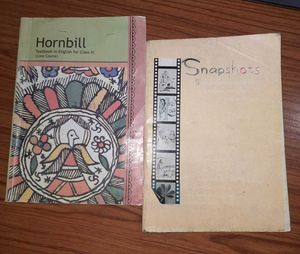 Hornbill
Textbook in English for Class XI
(Core Course)
Snapshots